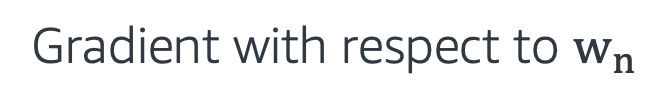 Gradient with respect to wₙ